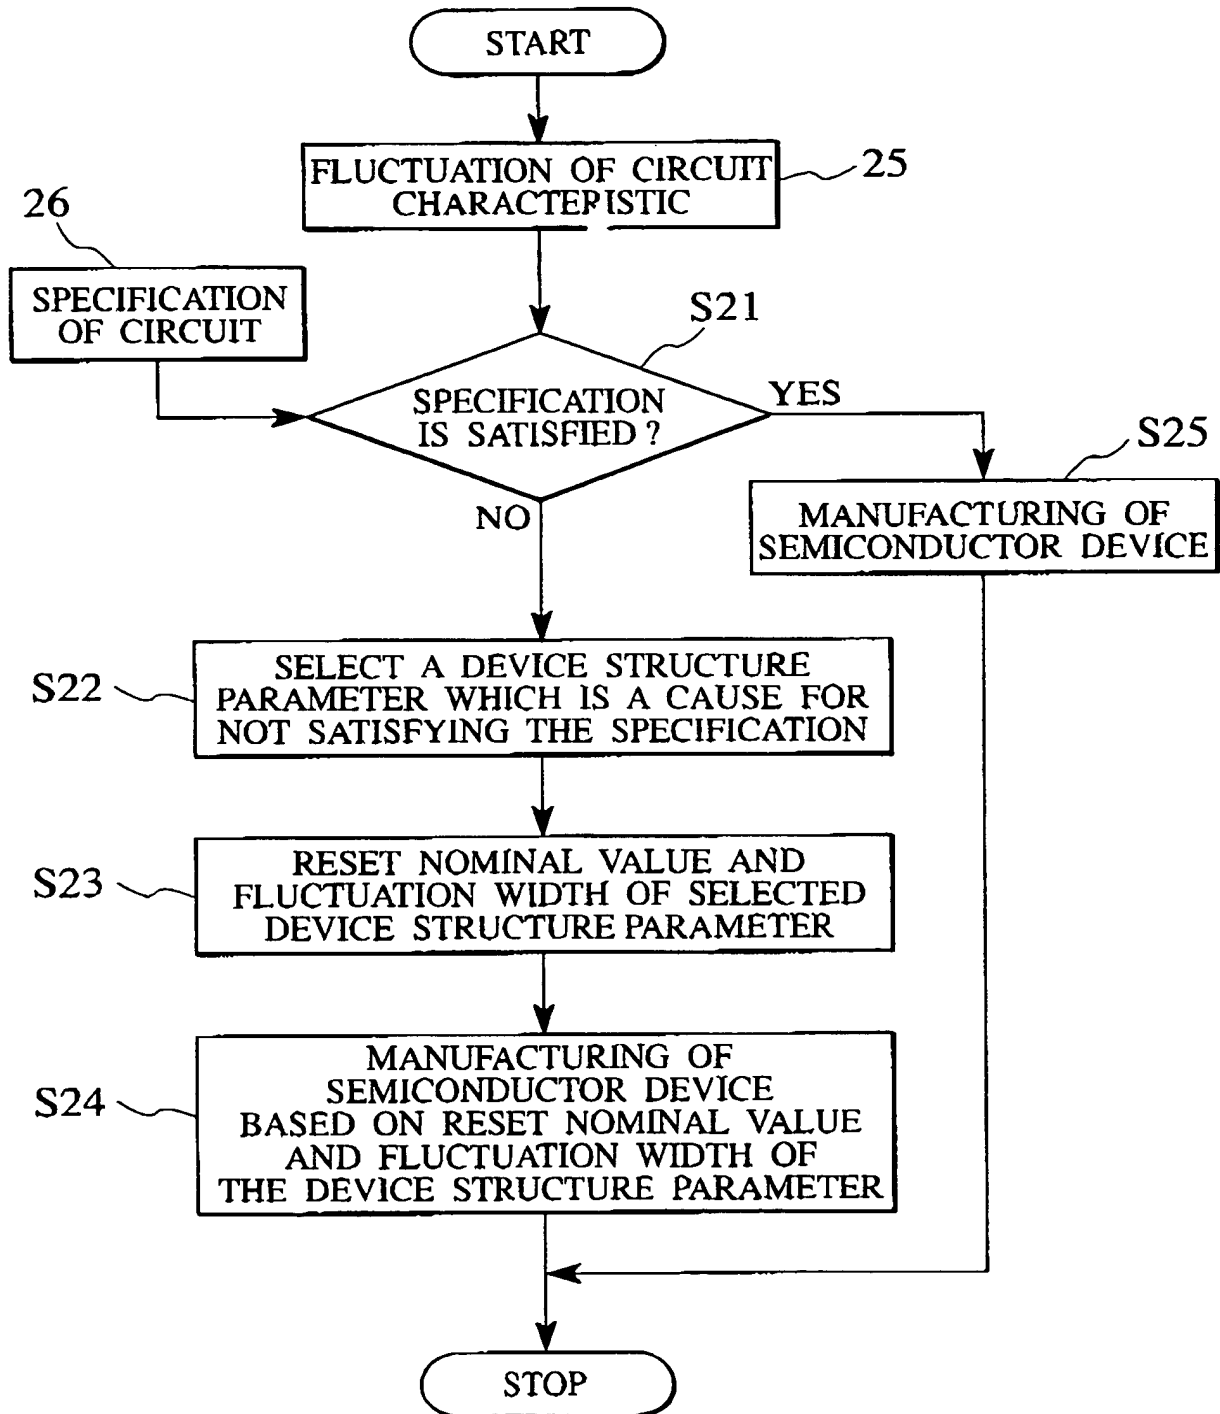 START
FLUCTUATION OF CIRCUIT
CHARACTERISTIC
25
26
SPECIFICATION
OF CIRCUIT
S21
SPECIFICATION
IS SATISFIED ?
YES
NO
S25
MANUFACTURING OF
SEMICONDUCTOR DEVICE
S22
SELECT A DEVICE STRUCTURE
PARAMETER WHICH IS A CAUSE FOR
NOT SATISFYING THE SPECIFICATION
S23
RESET NOMINAL VALUE AND
FLUCTUATION WIDTH OF SELECTED
DEVICE STRUCTURE PARAMETER
S24
MANUFACTURING OF
SEMICONDUCTOR DEVICE
BASED ON RESET NOMINAL VALUE
AND FLUCTUATION WIDTH OF
THE DEVICE STRUCTURE PARAMETER
STOP